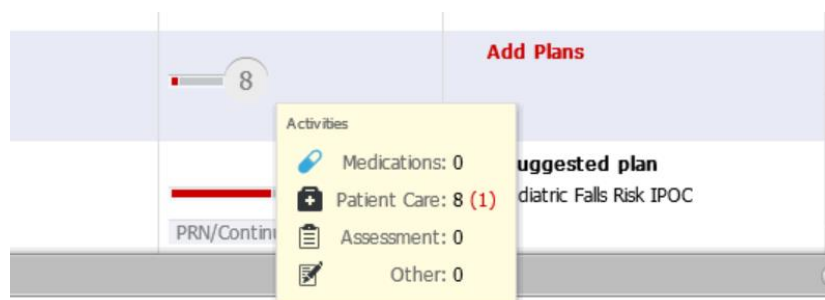 8
Add Plans
Activities
Medications: 0
Patient Care: 8 (1)
Assessment: 0
Other: 0
uggested plan
diatric Falls Risk IPOC
PRN/Contin